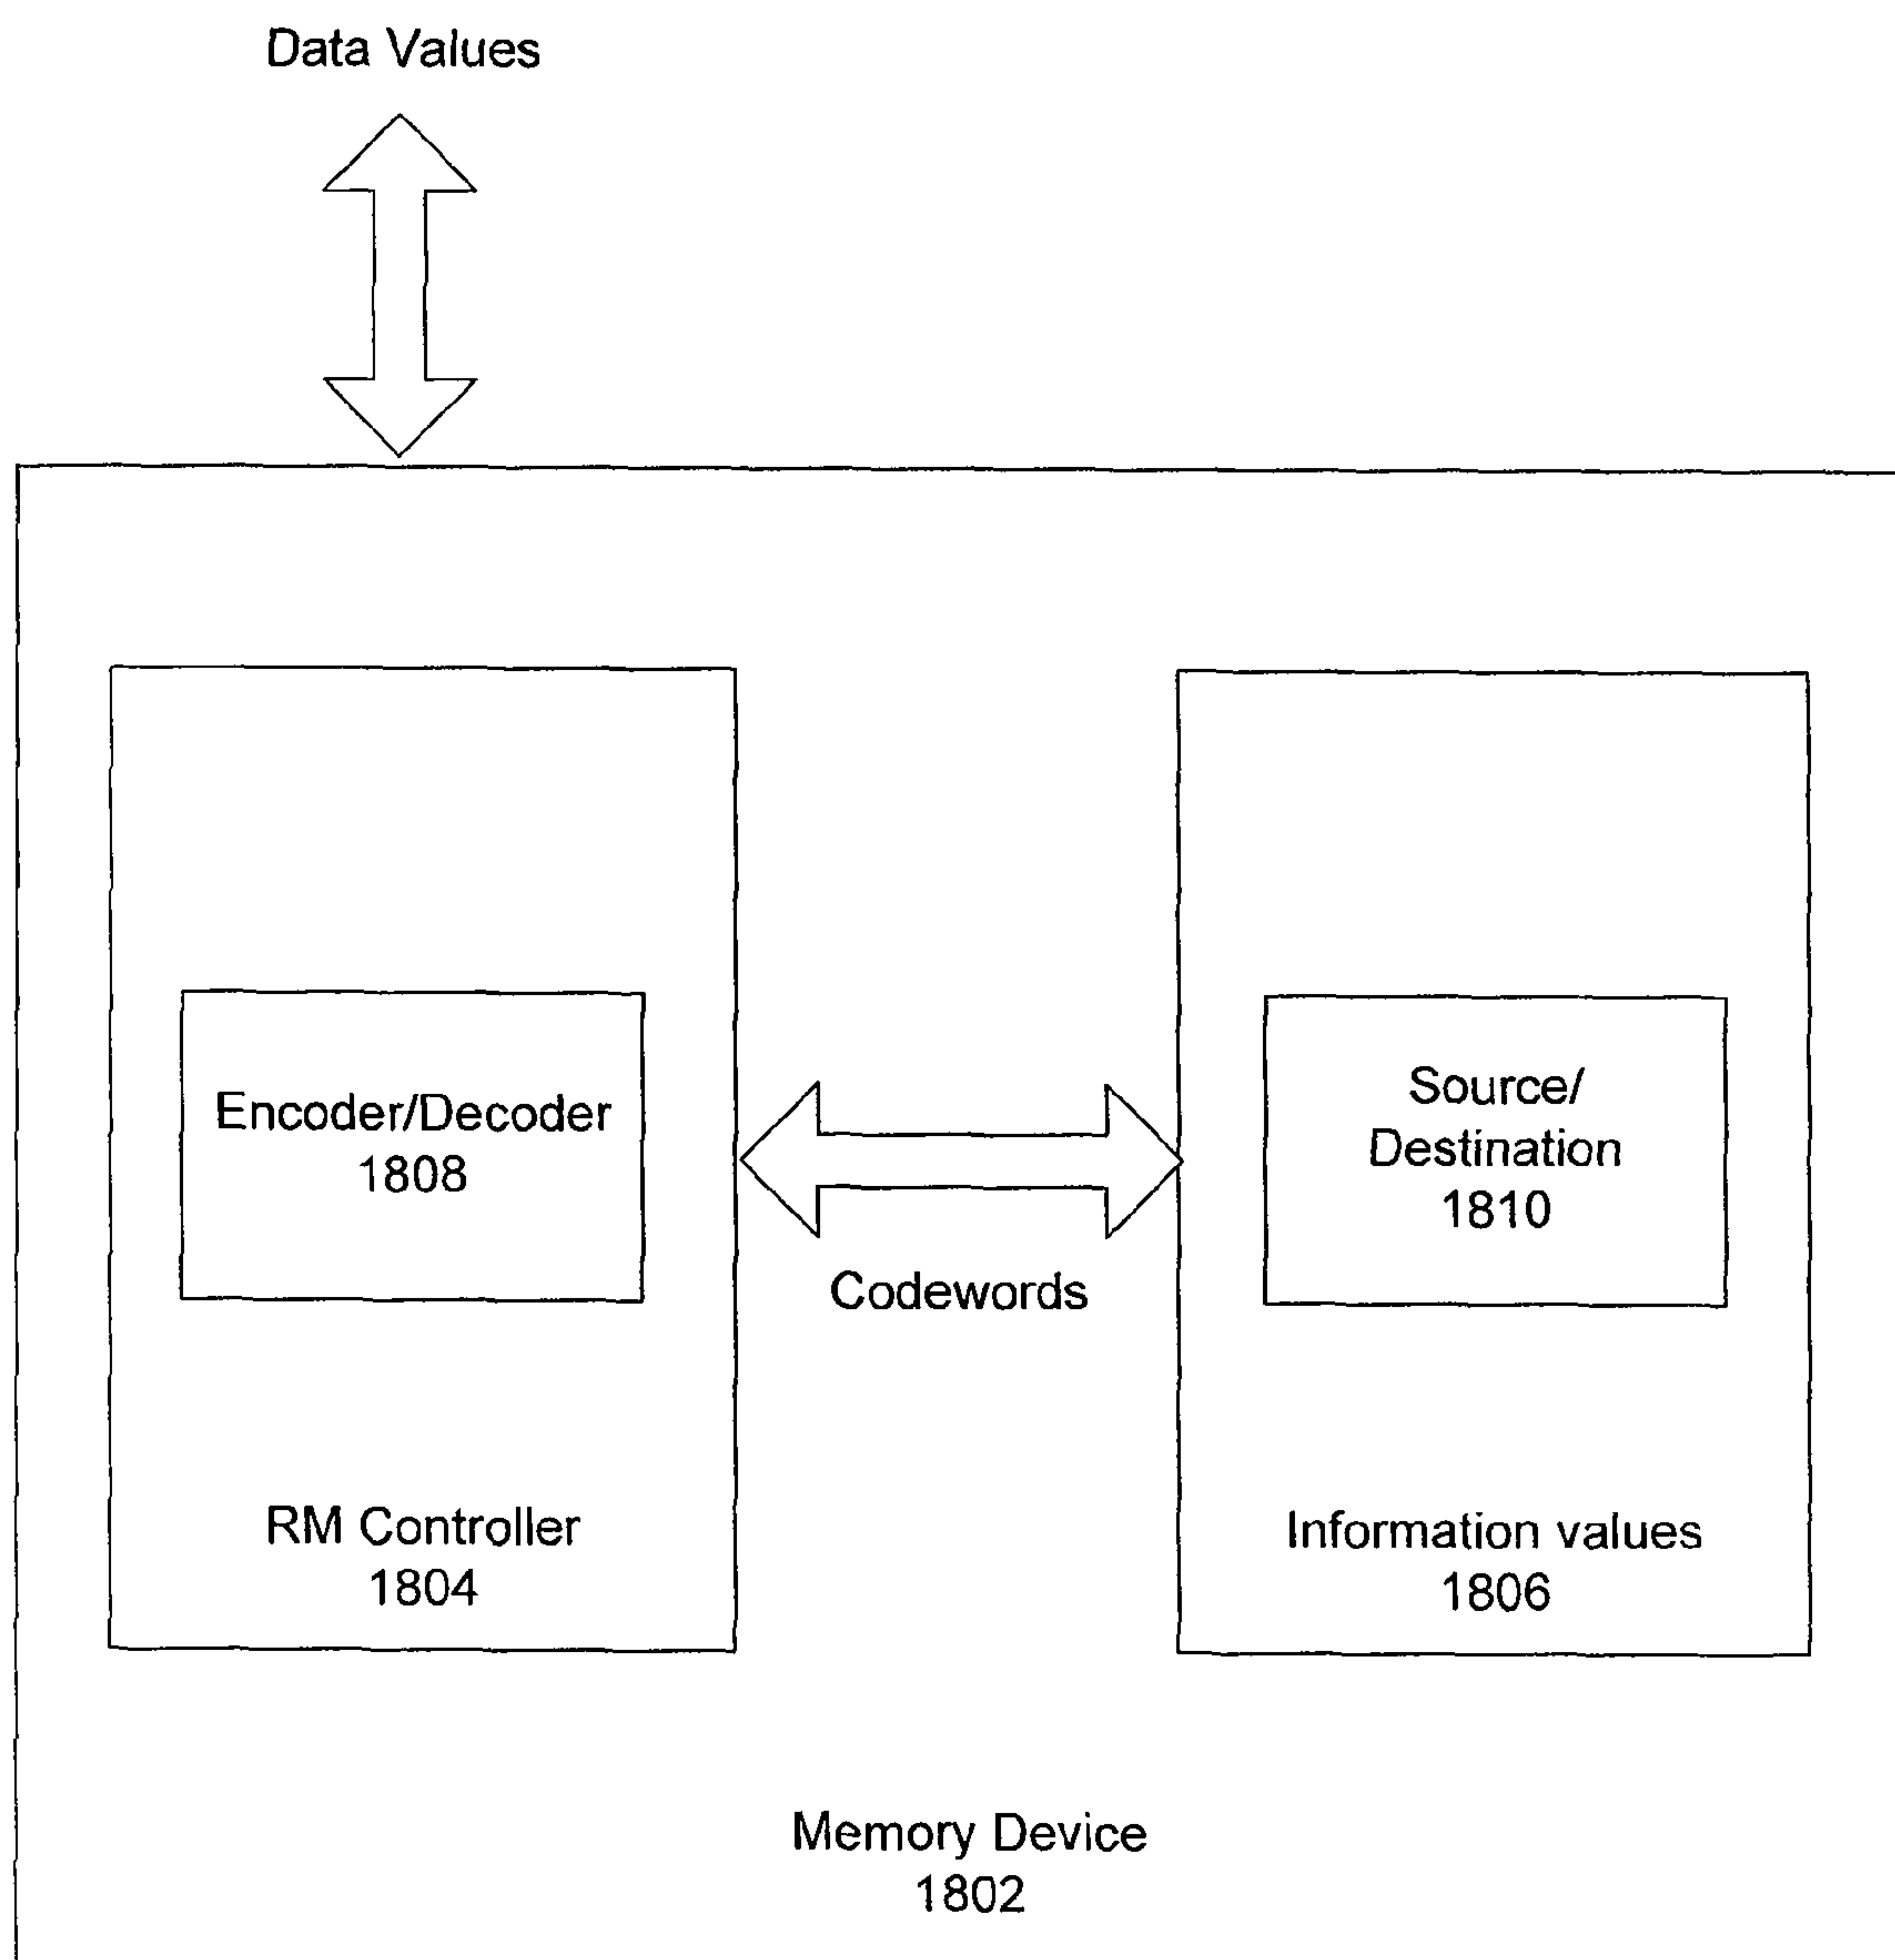 Data Values
Encoder/Decoder
1808
Source/
Destination
1810
Codewords
RM Controller
1804
Information values
1806
Memory Device
1802